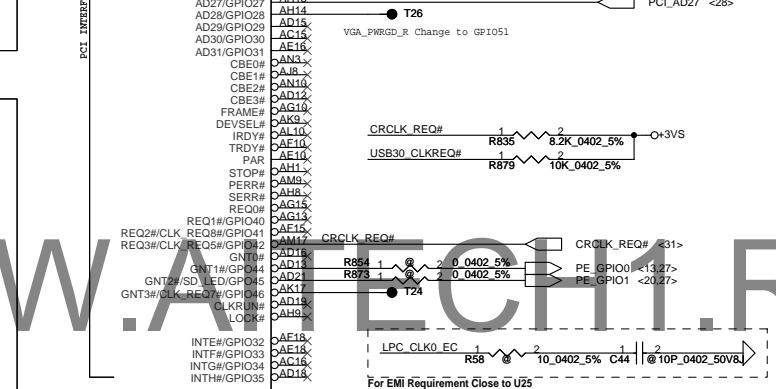 AD27/GPIO27
PCI_AD27 <28>
AD28/GPIO28 AH14 T26
AD29/GPIO29 AD15
VGA_PWRGD_R Change to GPIO51
AD30/GPIO30 AC15
AD31/GPIO31 AE16
PCI INTERF
CBE0# AN3
CBE1# AJ8
CBE2# AN10
CBE3# AD12
FRAME# AG10
DEVSEL# AK9
IRDY# AL10
TRDY# AF10
PAR AE10
STOP# AH1
PERR# AM9
SERR# AH8
REQ0# AG15
REQ1#/GPIO40 AG13
REQ2#/CLK_REQ8#/GPIO41 AF15
REQ3#/CLK_REQ5#/GPIO42 AM17
GNT0# AD16
GNT1#/GPIO44 AD13
GNT2#/SD_LED/GPIO45 AD21
GNT3#/CLK_REQ7#/GPIO46 AK17
CLKRUN# AD19
LOCK# AH9
INTE#/GPIO32 AF18
INTF#/GPIO33 AE18
INTG#/GPIO34 AC16
INTH#/GPIO35 AD18
CRCLK_REQ# 1 2 +3VS
R835 8.2K_0402_5%
USB30_CLKREQ# 1 2
R879 10K_0402_5%
CRCLK_REQ# CRCLK_REQ# <31>
R854 1 @ 2 0_0402_5% PE_GPIO0 <13,27>
R873 1 @ 2 0_0402_5% PE_GPIO1 <20,27>
T24
W.AITECH1.R
LPC_CLK0_EC 1 2 1 2
R58 @ 10_0402_5% C44 @10P_0402_50V8J
For EMI Requirement Close to U25